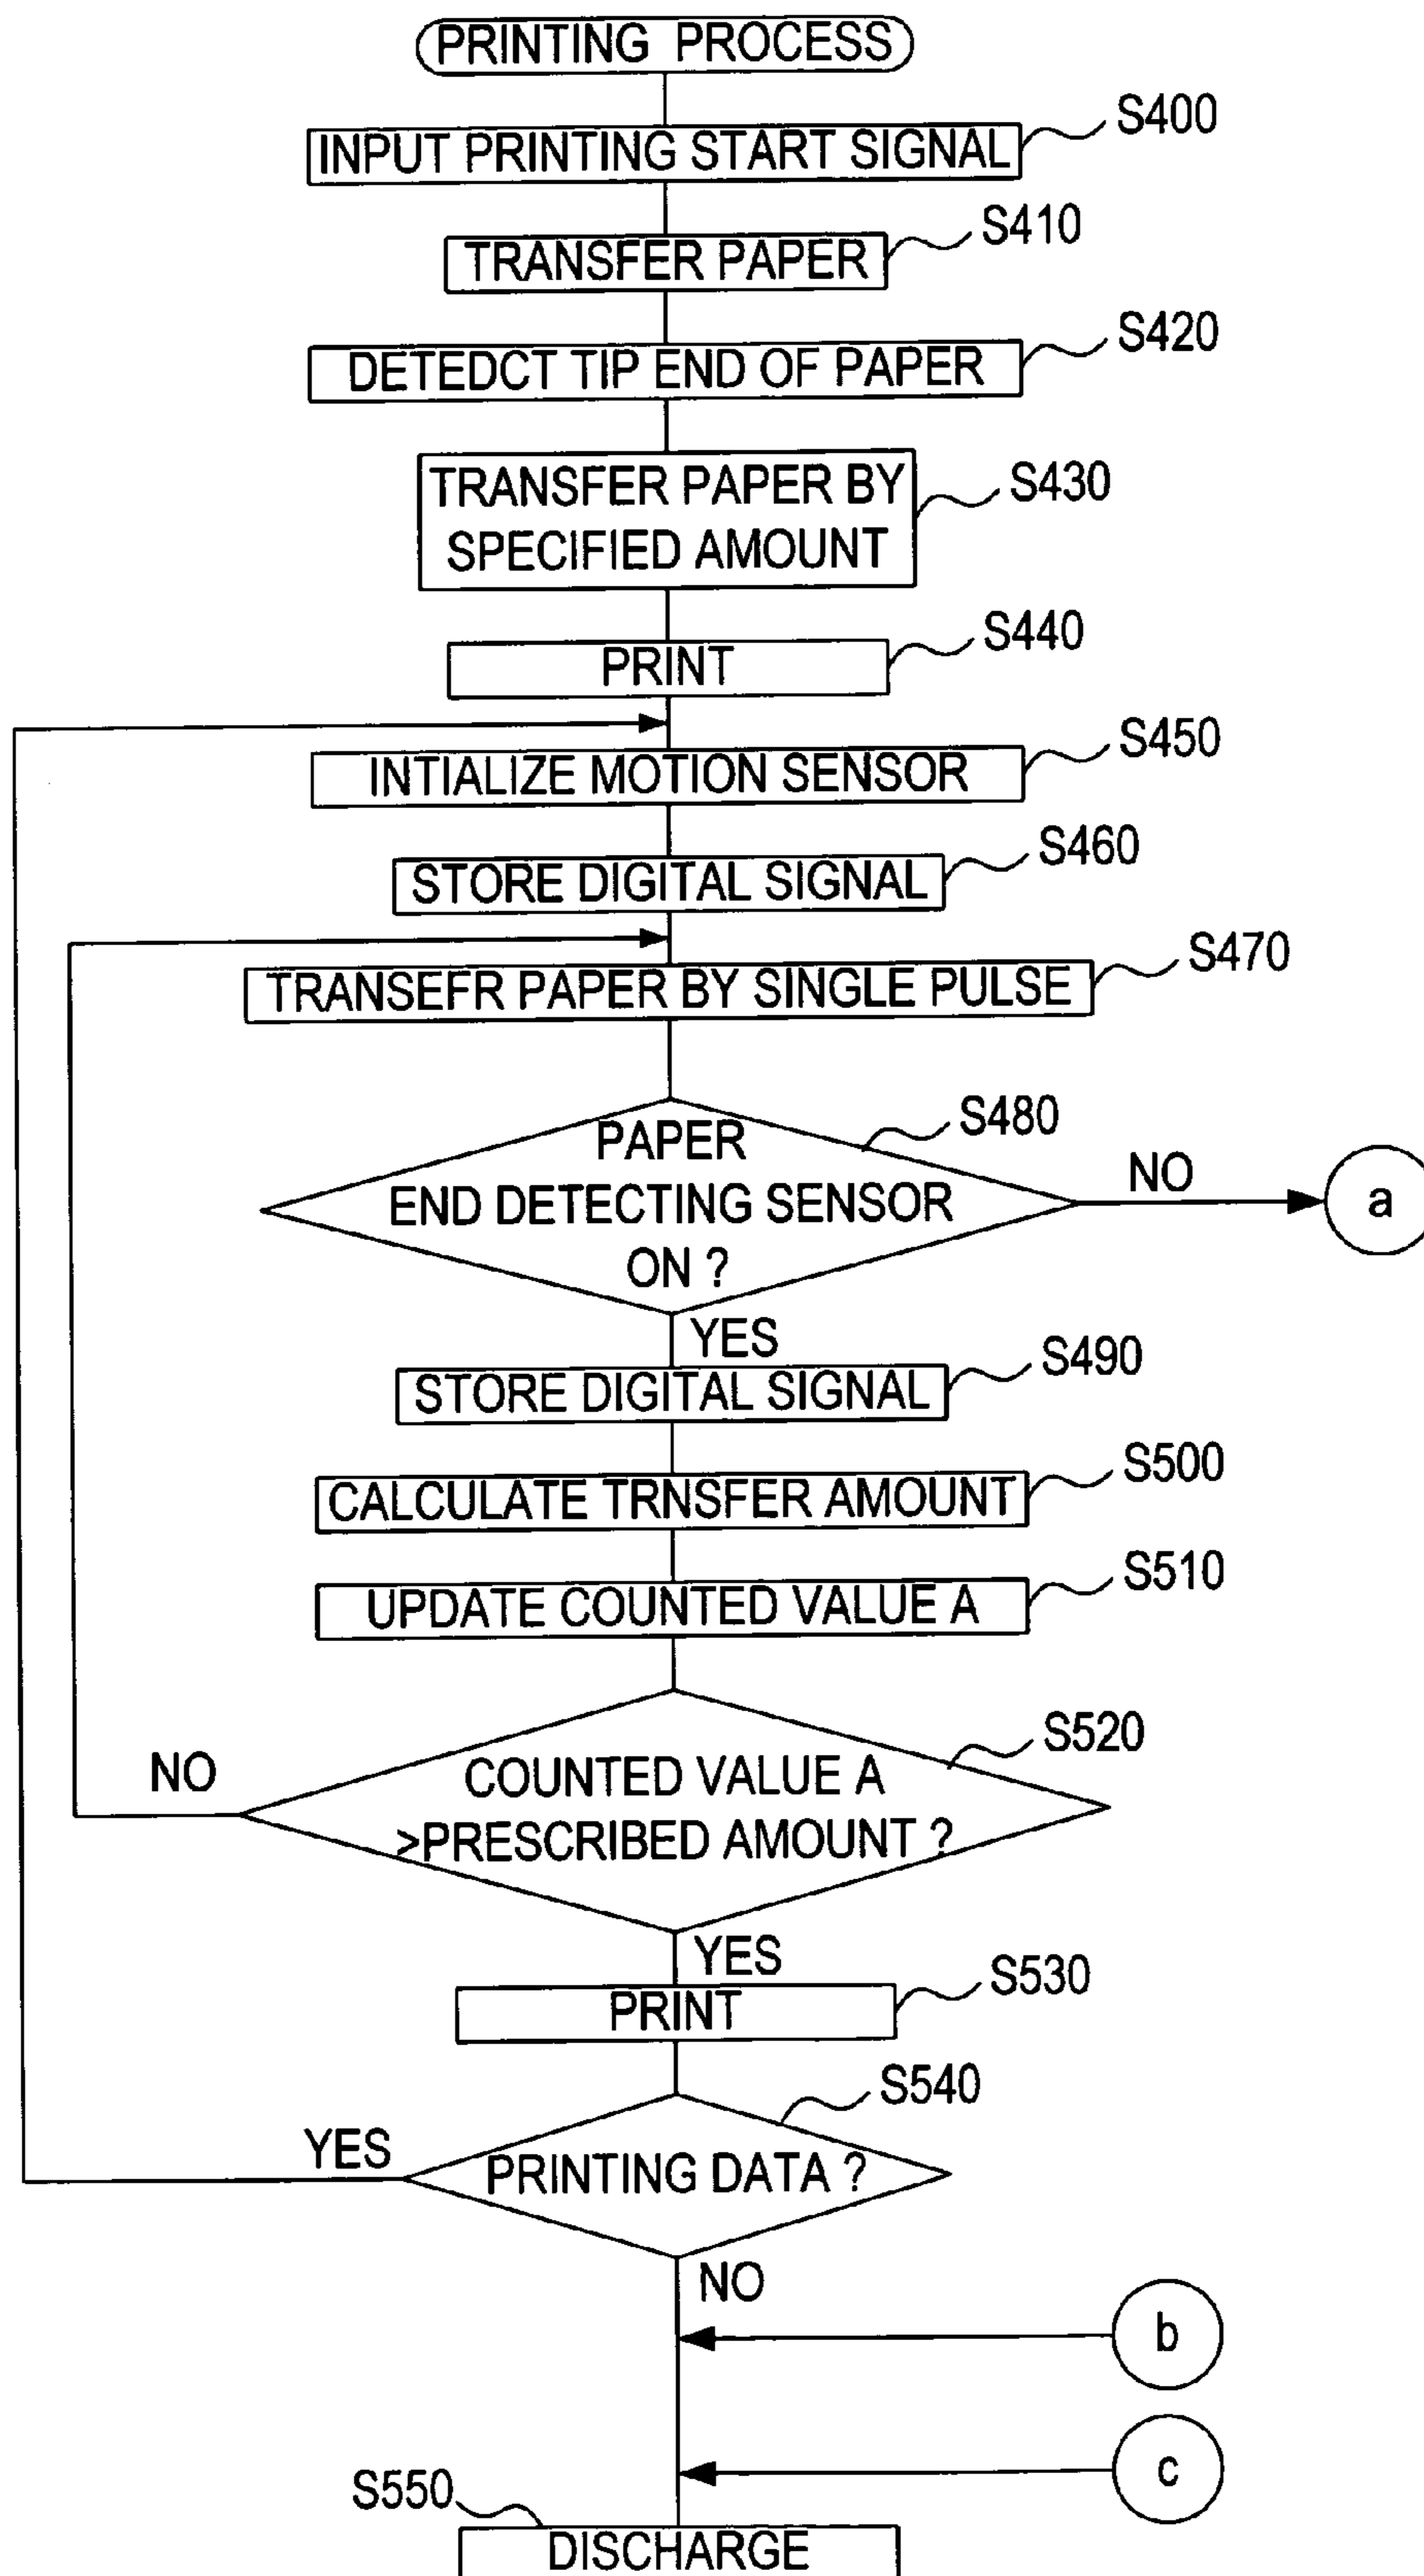 PRINTING PROCESS
S400
INPUT PRINTING START SIGNAL
S410
TRANSFER PAPER
S420
DETEDCT TIP END OF PAPER
TRANSFER PAPER BY
S430
SPECIFIED AMOUNT
S440
PRINT
S450
INTIALIZE MOTION SENSOR
S460
STORE DIGITAL SIGNAL
S470
TRANSEFR PAPER BY SINGLE PULSE
S480
PAPER
END DETECTING SENSOR
ON ?
NO
a
YES
S490
STORE DIGITAL SIGNAL
S500
CALCULATE TRNSFER AMOUNT
S510
UPDATE COUNTED VALUE A
S520
COUNTED VALUE A
>PRESCRIBED AMOUNT ?
NO
YES
S530
PRINT
S540
PRINTING DATA ?
YES
NO
b
c
S550
DISCHARGE